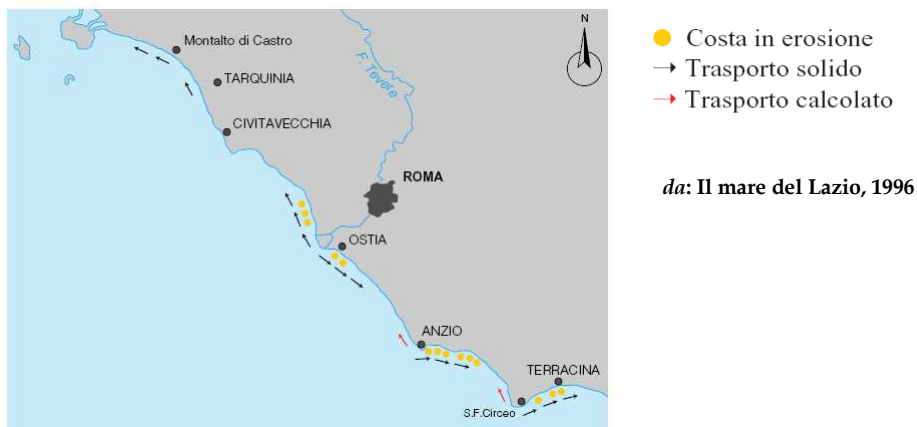 N
Montalto di Castro
TARQUINIA
CIVITAVECCHIA
F. Tevere
ROMA
OSTIA
ANZIO
TERRACINA
S.F.Circeo
Costa in erosione
Trasporto solido
Trasporto calcolato
da: Il mare del Lazio, 1996